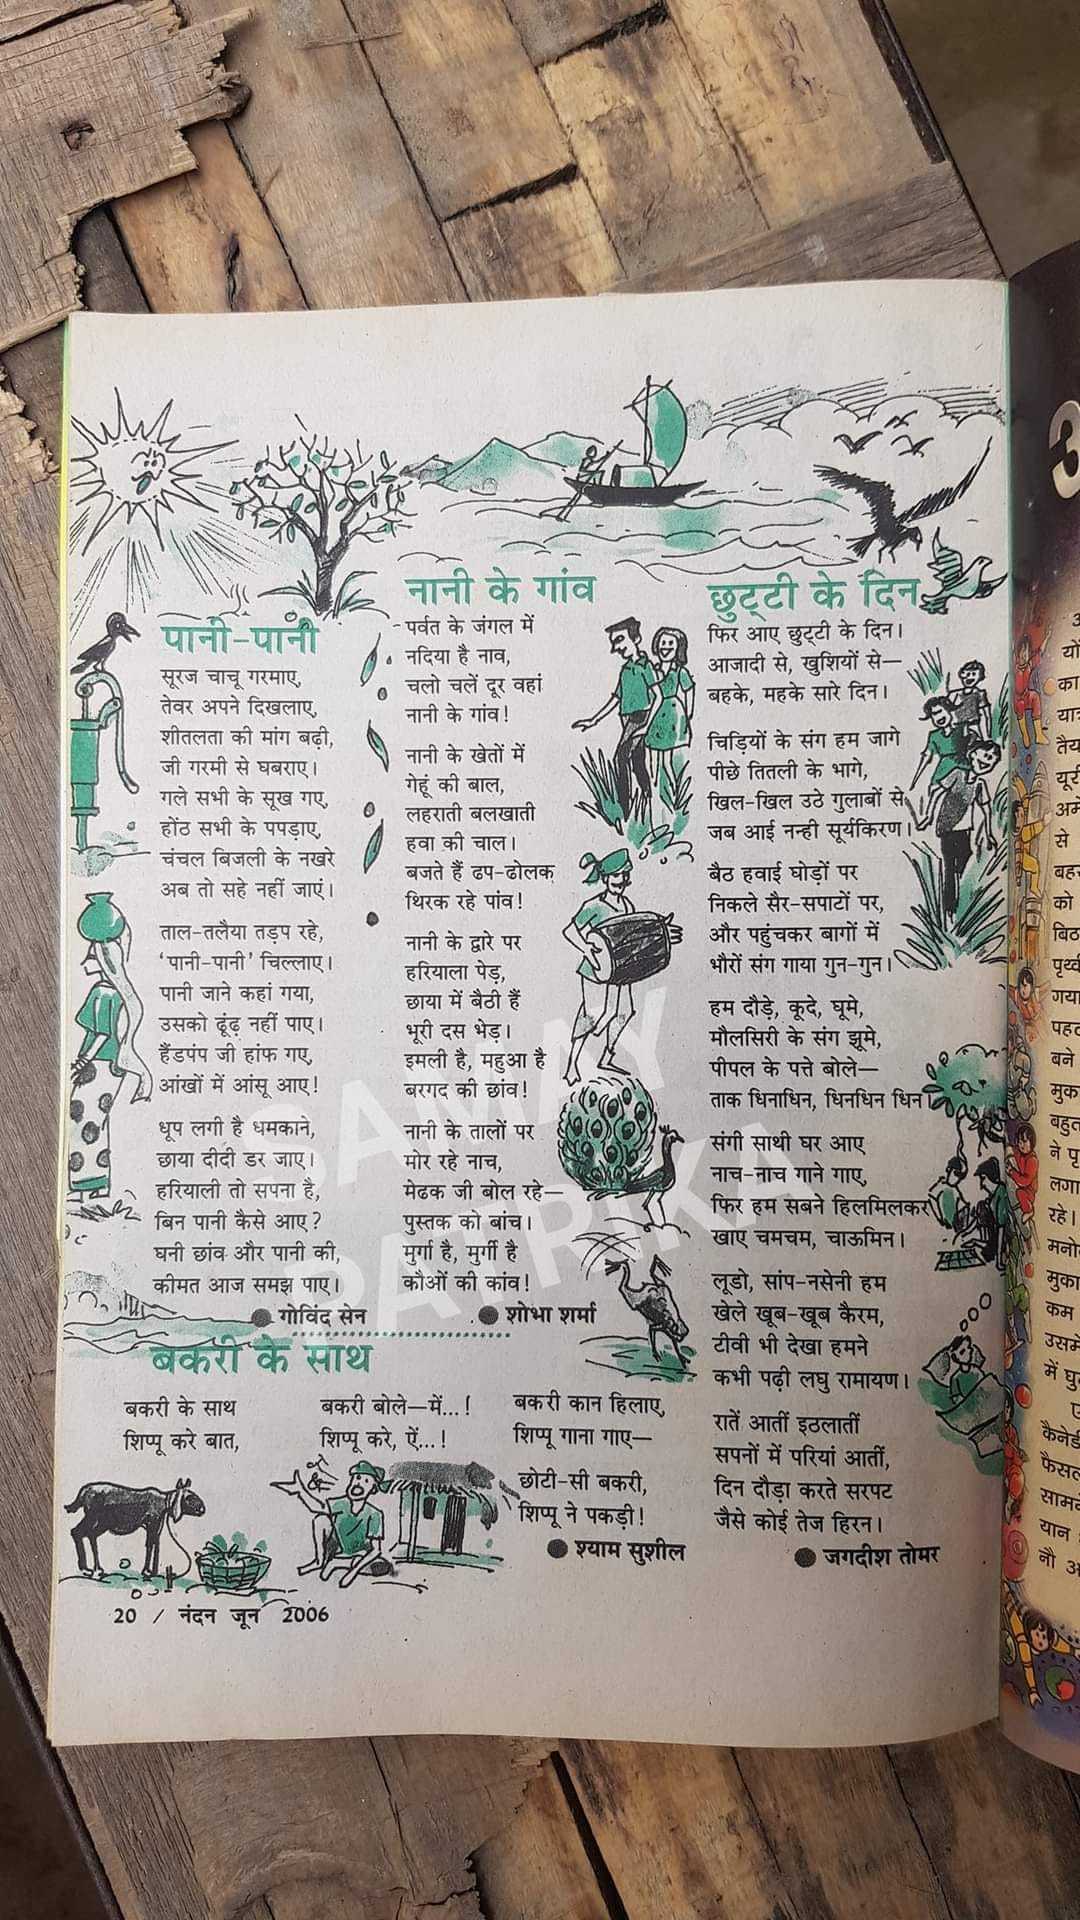 पानी-पानी
सूरज चाचू गरमाए,
तेवर अपने दिखलाए,
शीतलता की मांग बढ़ी,
जी गरमी से घबराए।
गले सभी के सूख गए,
होंठ सभी के पपड़ाए,
चंचल बिजली के नखरे
अब तो सहे नहीं जाएं।
ताल-तलैया तड़प रहे,
‘पानी-पानी’ चिल्लाए।
पानी जाने कहां गया,
उसको ढूंढ़ नहीं पाए।
हैंडपंप जी हांफ गए,
आंखों में आंसू आए!
धूप लगी है धमकाने,
छाया दीदी डर जाए।
हरियाली तो सपना है,
बिन पानी कैसे आए?
घनी छांव और पानी की,
कीमत आज समझ पाए।
● गोविंद सेन
नानी के गांव
पर्वत के जंगल में
नदिया है नाव,
चलो चलें दूर वहां
नानी के गांव!
नानी के खेतों में
गेहूं की बाल,
लहराती बलखाती
हवा की चाल।
बजते हैं ढप-ढोलक,
थिरक रहे पांव!
नानी के द्वारे पर
हरियाला पेड़,
छाया में बैठी हैं
भूरी दस भेड़।
इमली है, महुआ है
बरगद की छांव!
नानी के तालों पर
मोर रहे नाच,
मेढक जी बोल रहे—
पुस्तक को बांच।
मुर्गा है, मुर्गी है
कौओं की कांव!
● शोभा शर्मा
छुट्टी के दिन
फिर आए छुट्टी के दिन।
आजादी से, खुशियों से—
बहके, महके सारे दिन।
चिड़ियों के संग हम जागे
पीछे तितली के भागे,
खिल-खिल उठे गुलाबों से,
जब आई नन्ही सूर्यकिरण।
बैठ हवाई घोड़ों पर
निकले सैर-सपाटों पर,
और पहुंचकर बागों में
भौरों संग गाया गुन-गुन।
हम दौड़े, कूदे, घूमे,
मौलसिरी के संग झूमे,
पीपल के पत्ते बोले—
ताक धिनाधिन, धिनधिन धिन
संगी साथी घर आए
नाच-नाच गाने गाए,
फिर हम सबने हिलमिलकर
खाए चमचम, चाऊमिन।
लूडो, सांप-नसेनी हम
खेले खूब-खूब कैरम,
टीवी भी देखा हमने
कभी पढ़ी लघु रामायण।
रातें आतीं इठलातीं
सपनों में परियां आतीं,
दिन दौड़ा करते सरपट
जैसे कोई तेज हिरन।
● जगदीश तोमर
बकरी के साथ
बकरी के साथ
शिप्पू करे बात,
बकरी बोले—में...!
शिप्पू करे, ऐं...!
बकरी कान हिलाए,
शिप्पू गाना गाए—
छोटी-सी बकरी,
शिप्पू ने पकड़ी!
● श्याम सुशील
20 / नंदन जून 2006
SAMAY
PATRIKA